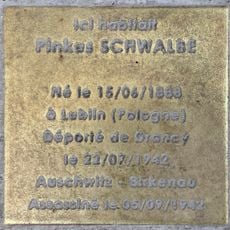 Ici habitait
Pinkas SCHWALBE
Né le 15/06/1888
à Lublin (Pologne)
Déporté de Drancy
le 22/07/1942
Auschwitz - Birkenau
Assassiné le 05/09/1942